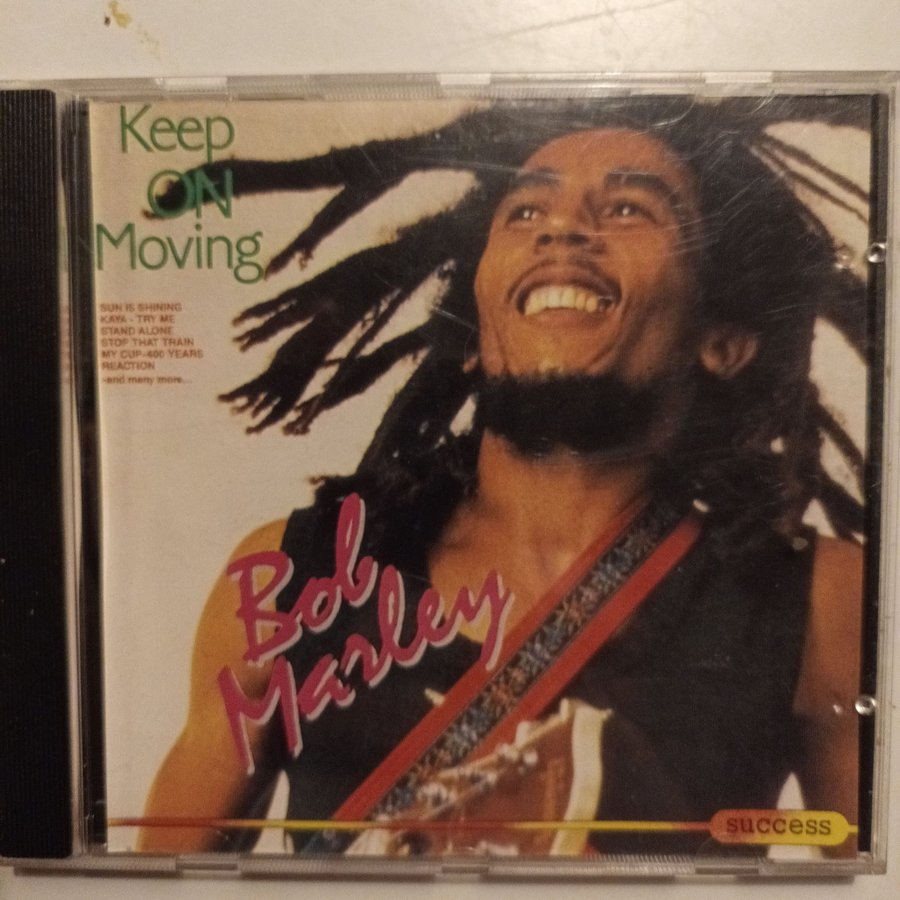 Keep
ON
Moving
SUN IS SHINING
KAYA - TRY ME
STAND ALONE
STOP THAT TRAIN
MY CUP-400 YEARS
REACTION
-and many more...
Bob
Marley
success